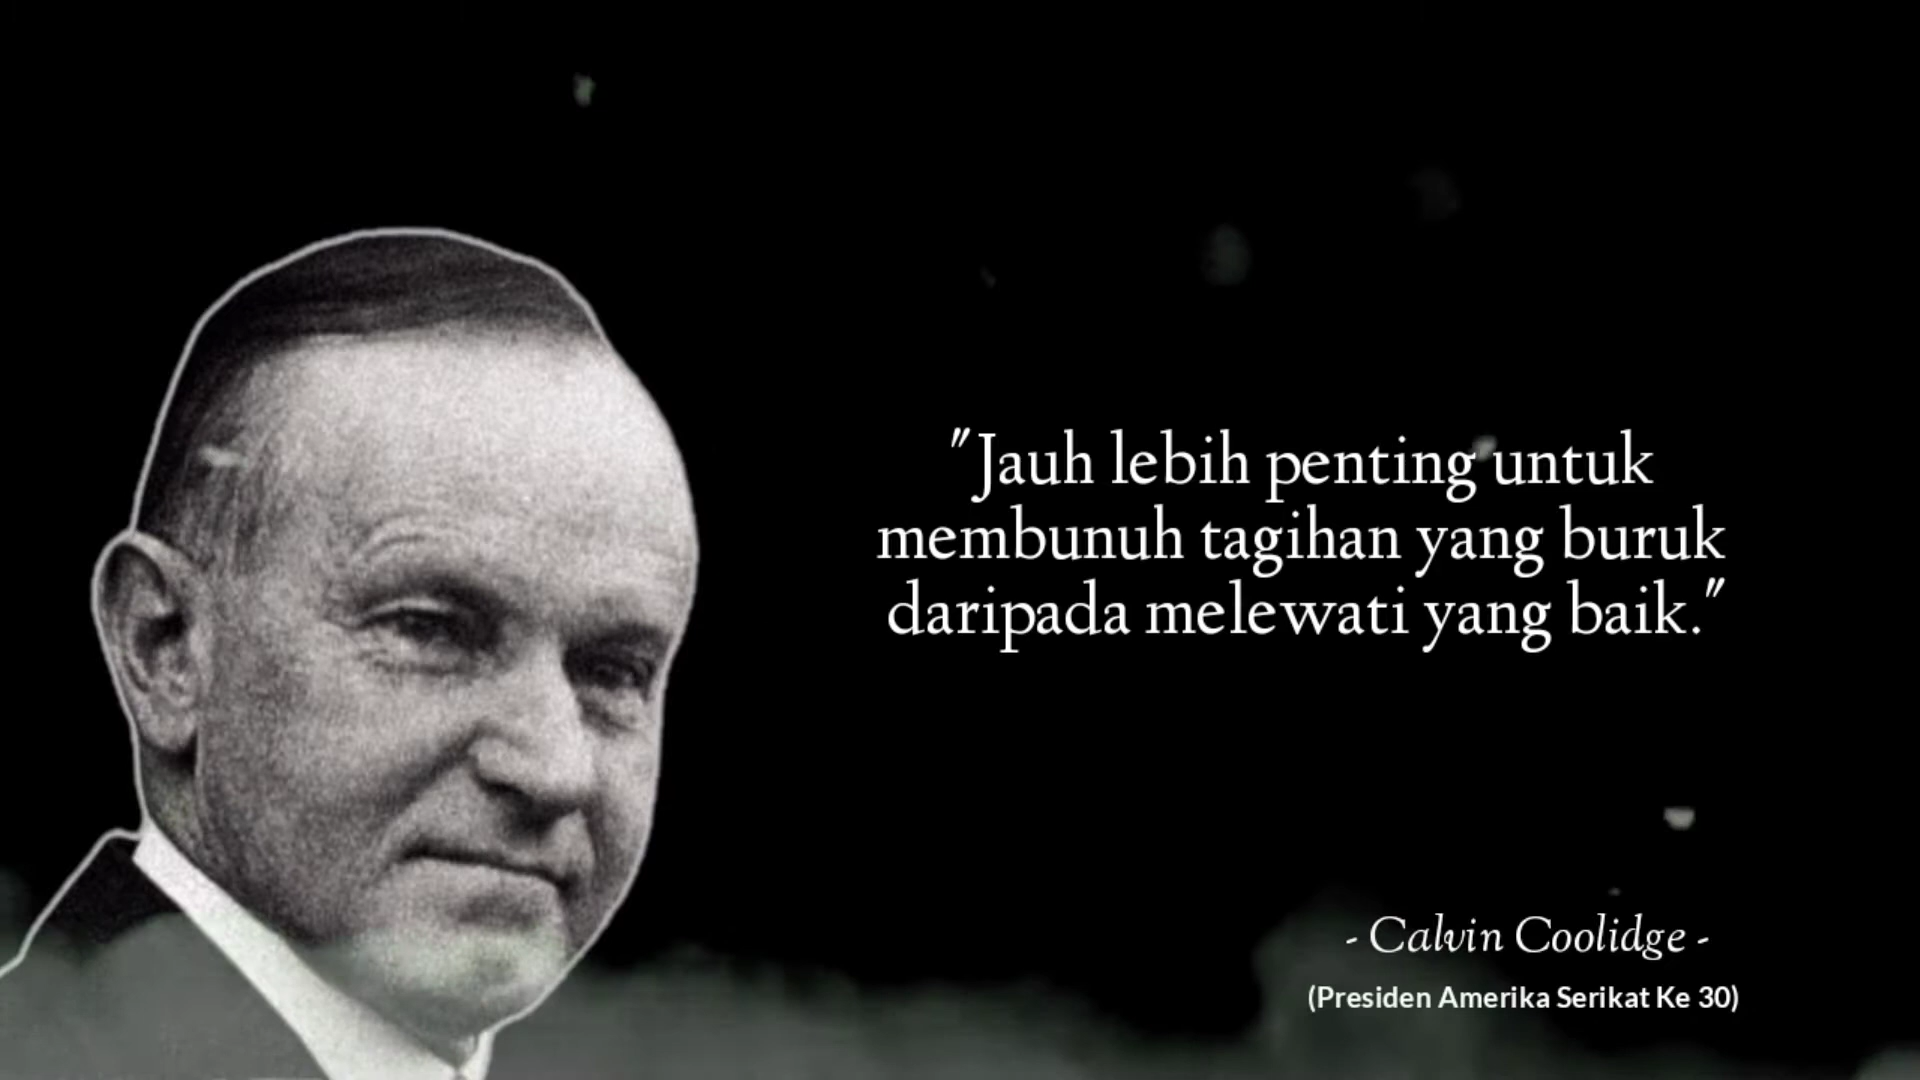 "Jauh lebih penting untuk
membunuh tagihan yang buruk
daripada melewati yang baik."
- Calvin Coolidge -
(Presiden Amerika Serikat Ke 30)